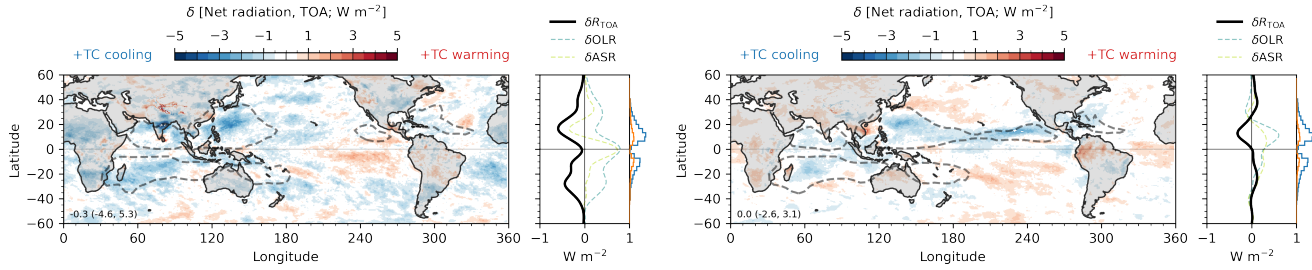 δ [Net radiation, TOA; W m⁻²]
−5 −1 1 5
+TC cooling
+TC warming
δR_TOA
δOLR
δASR
60
40
20
0
−20
−40
−60
Latitude
-0.3 (-4.6, 5.3)
0 60 120 180 240 300 360
Longitude
−1 0 1
W m⁻²
δ [Net radiation, TOA; W m⁻²]
−5 −1 1 5
+TC cooling
+TC warming
δR_TOA
δOLR
δASR
60
40
20
0
−20
−40
−60
Latitude
0.0 (-2.6, 3.1)
0 60 120 180 240 300 360
Longitude
−1 0 1
W m⁻²